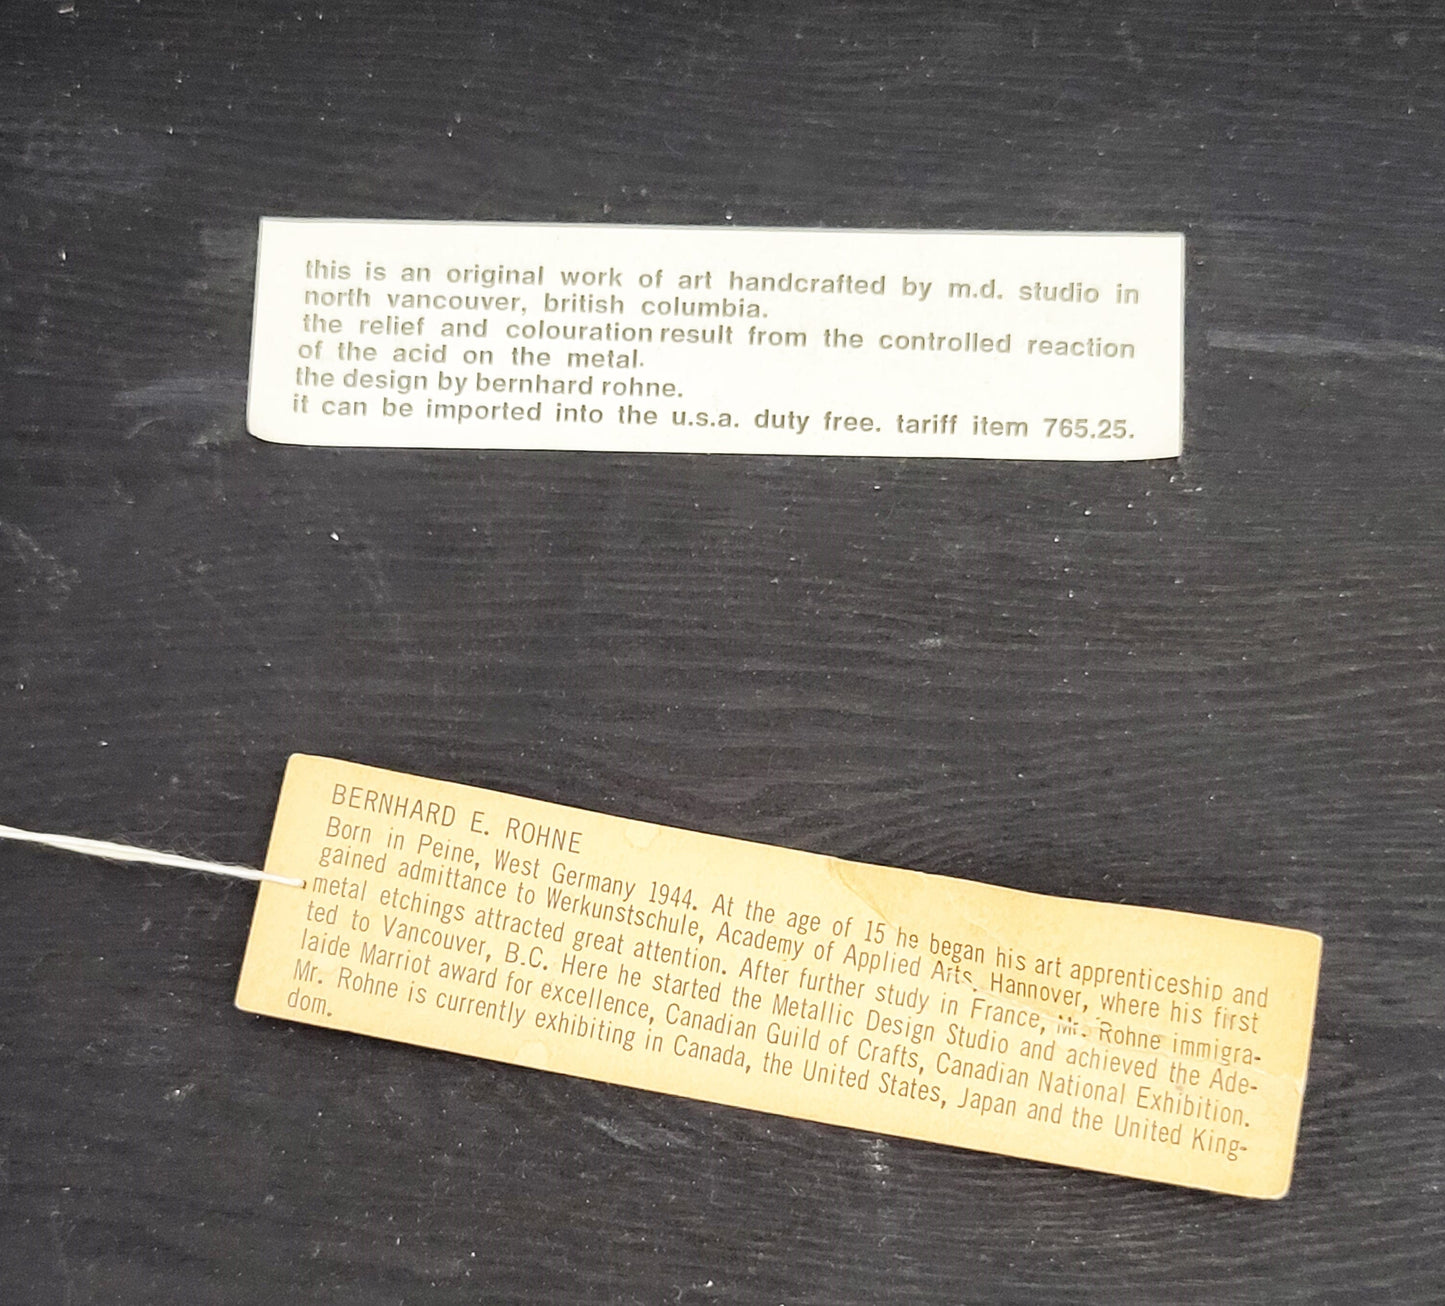 this is an original work of art handcrafted by m.d. studio in
north vancouver, british columbia.
the relief and colouration result from the controlled reaction
of the acid on the metal.
the design by bernhard rohne.
it can be imported into the u.s.a. duty free. tariff item 765.25.
BERNHARD E. ROHNE
Born in Peine, West Germany 1944. At the age of 15 he began his art apprenticeship and
gained admittance to Werkunstschule, Academy of Applied Arts, Hannover, where his first
metal etchings attracted great attention. After further study in France, Mr. Rohne immigra-
ted to Vancouver, B.C. Here he started the Metallic Design Studio and achieved the Ade-
laide Marriot award for excellence, Canadian Guild of Crafts, Canadian National Exhibition.
Mr. Rohne is currently exhibiting in Canada, the United States, Japan and the United King-
dom.